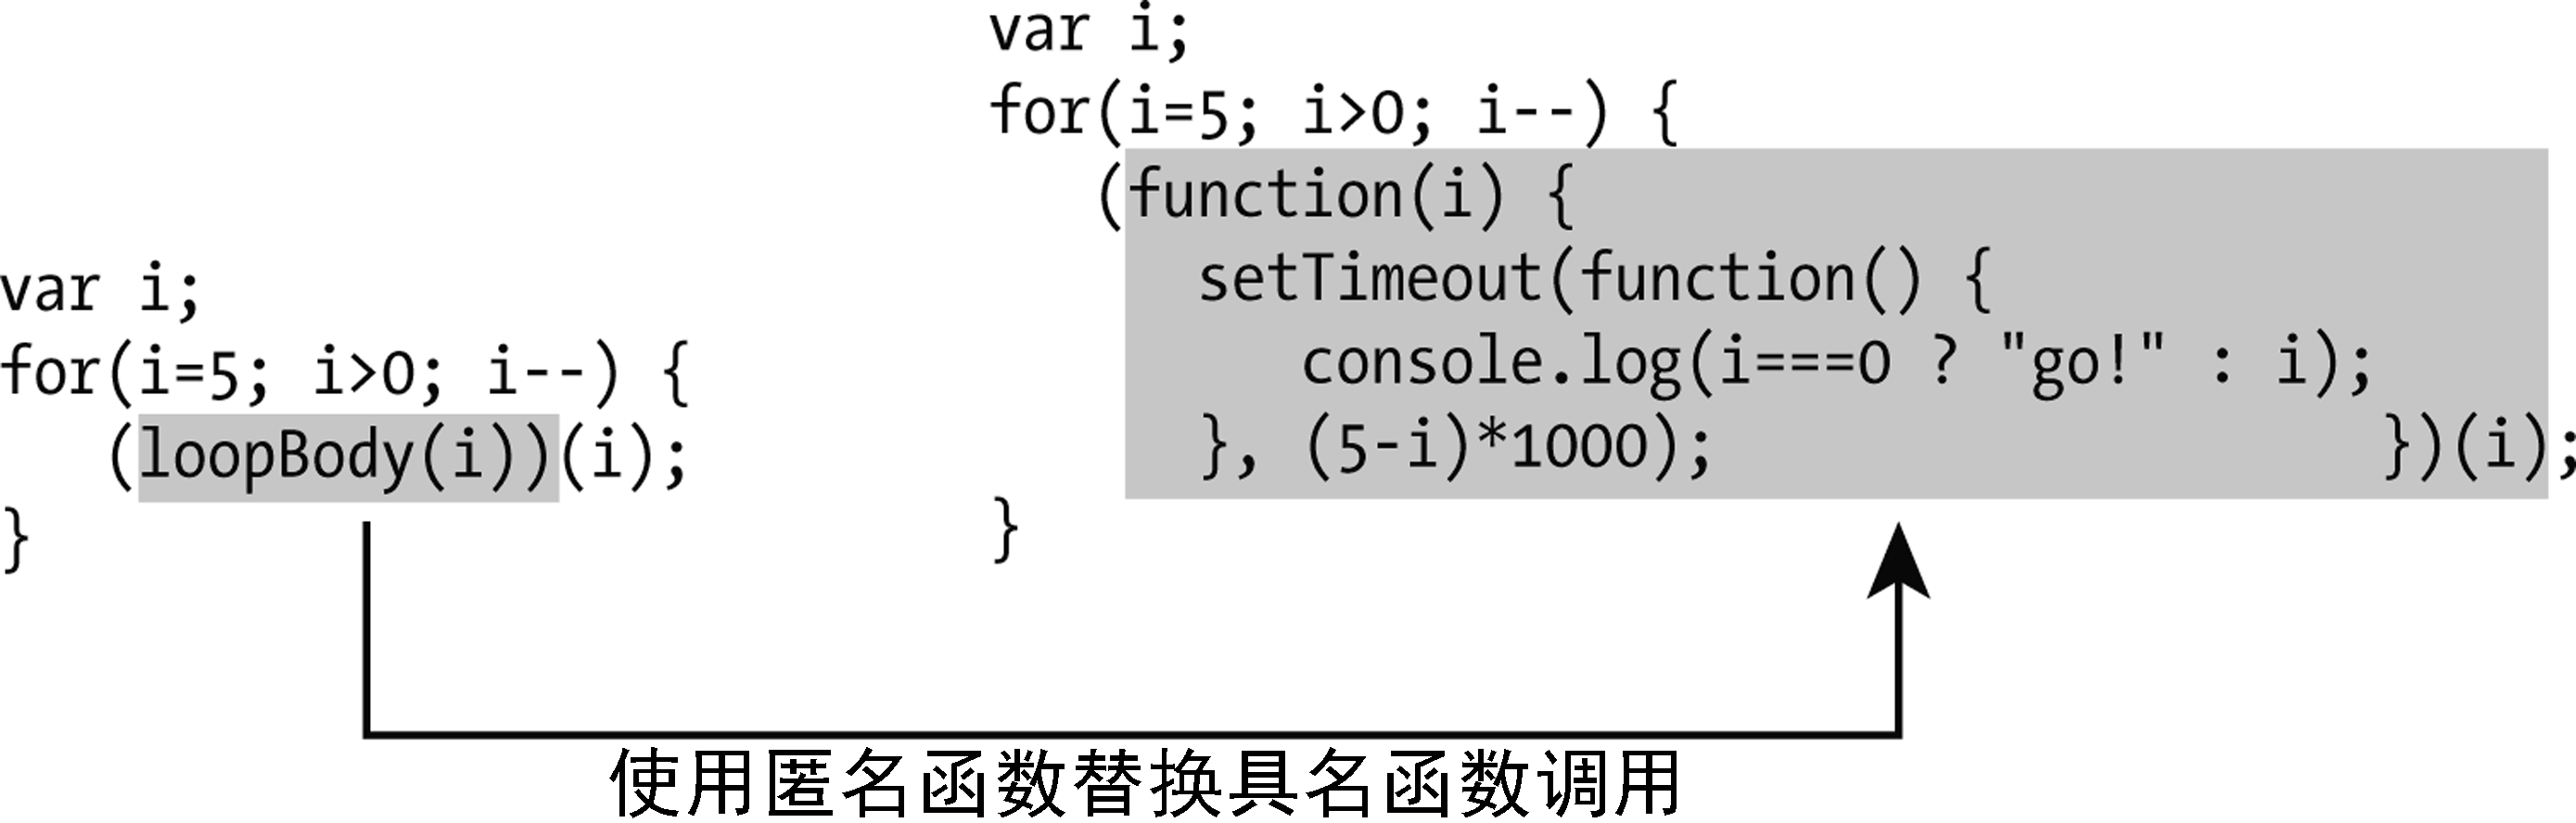 var i;
for(i=5; i>0; i--) {
(loopBody(i))(i);
}
var i;
for(i=5; i>0; i--) {
(function(i) {
setTimeout(function() {
console.log(i===0 ? "go!" : i);
}, (5-i)*1000); })(i);
}
使用匿名函数替换具名函数调用